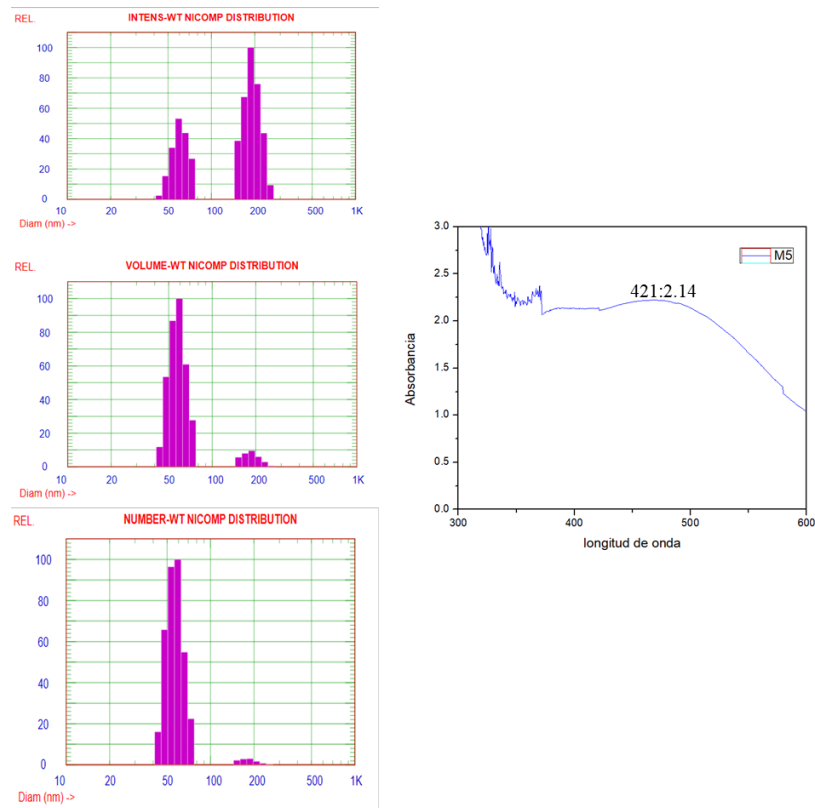 REL.
INTENS-WT NICOMP DISTRIBUTION
100
80
60
40
20
0
10 20 50 100 200 500 1K
Diam (nm) ->
REL.
VOLUME-WT NICOMP DISTRIBUTION
100
80
60
40
20
0
10 20 50 100 200 500 1K
Diam (nm) ->
REL.
NUMBER-WT NICOMP DISTRIBUTION
100
80
60
40
20
0
10 20 50 100 200 500 1K
Diam (nm) ->
3.0
2.5
2.0
1.5
1.0
0.5
0.0
Absorbancia
M5
421:2.14
300 400 500 600
longitud de onda